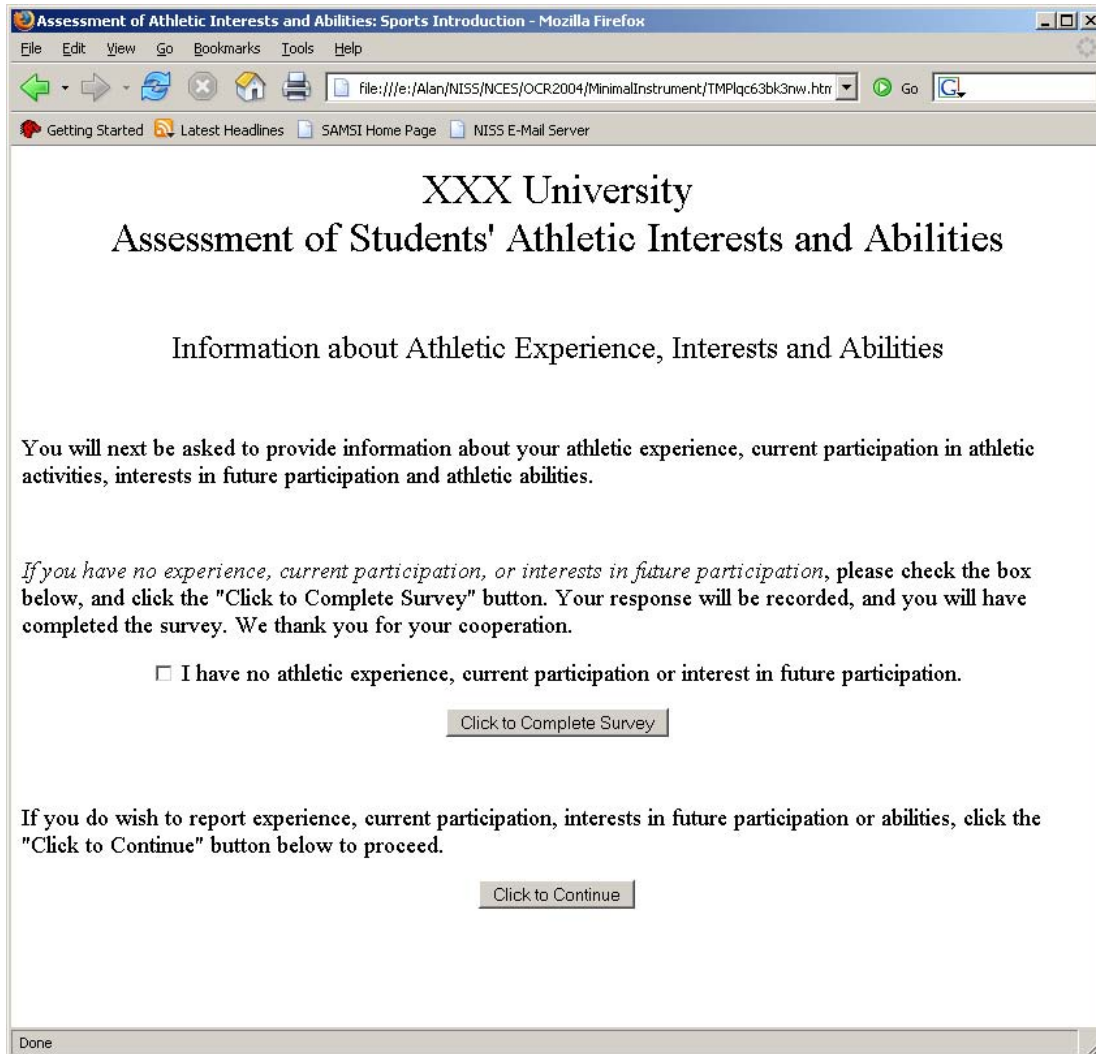 Assessment of Athletic Interests and Abilities: Sports Introduction - Mozilla Firefox
File Edit View Go Bookmarks Tools Help
file:///e:/Alan/NISS/NCES/OCR2004/MinimalInstrument/TMPlqc63bk3nw.htm Go G
Getting Started Latest Headlines SAMSI Home Page NISS E-Mail Server
XXX University
Assessment of Students' Athletic Interests and Abilities
Information about Athletic Experience, Interests and Abilities
You will next be asked to provide information about your athletic experience, current participation in athletic
activities, interests in future participation and athletic abilities.
If you have no experience, current participation, or interests in future participation, please check the box
below, and click the "Click to Complete Survey" button. Your response will be recorded, and you will have
completed the survey. We thank you for your cooperation.
I have no athletic experience, current participation or interest in future participation.
Click to Complete Survey
If you do wish to report experience, current participation, interests in future participation or abilities, click the
"Click to Continue" button below to proceed.
Click to Continue
Done